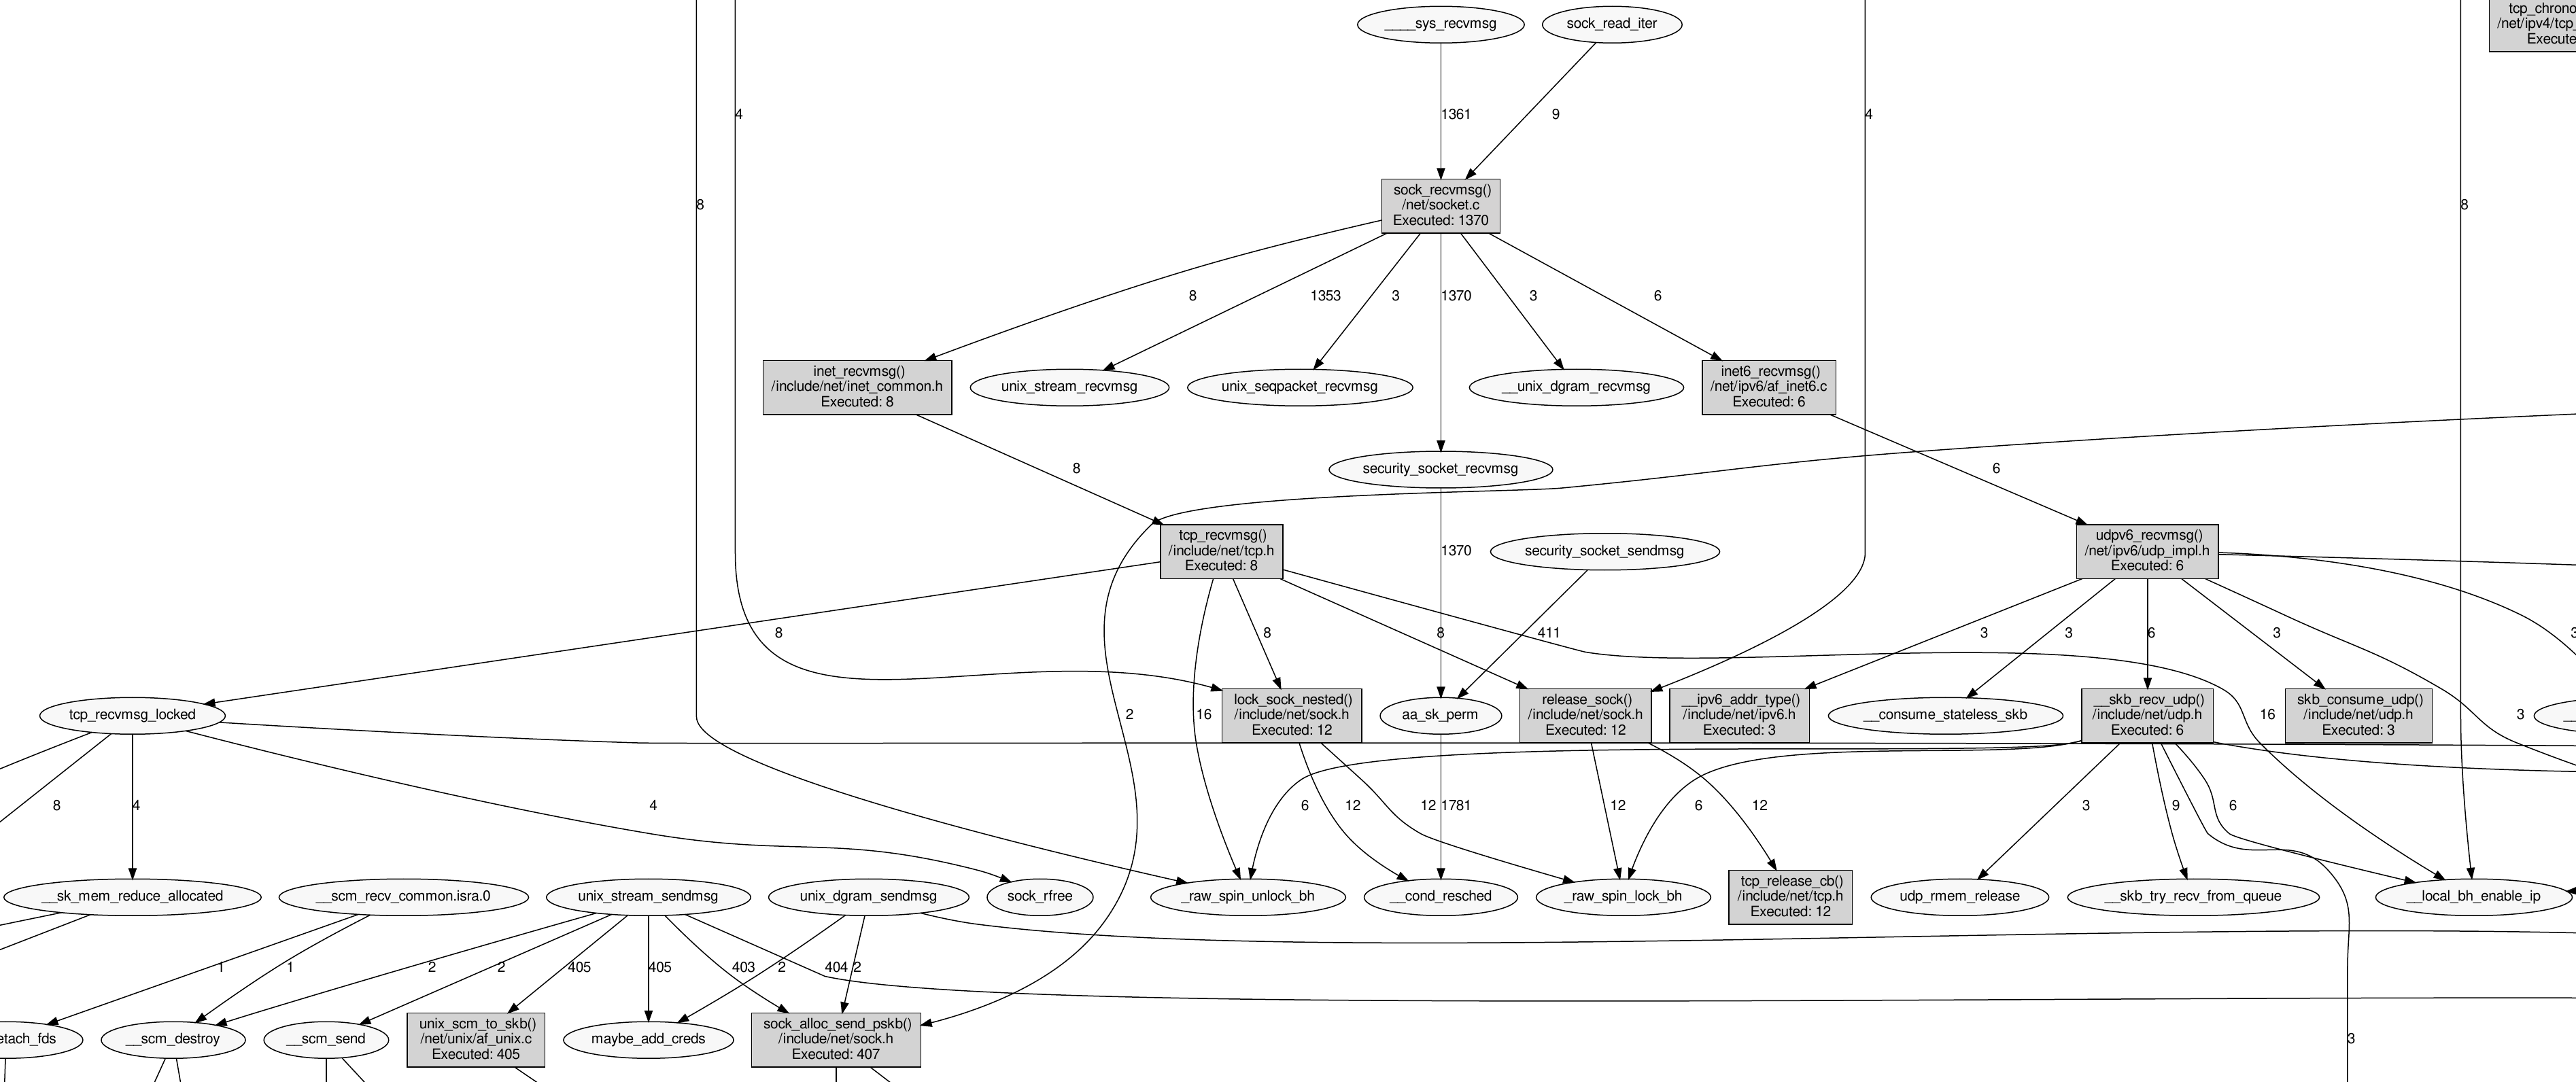 ____sys_recvmsg
sock_read_iter
tcp_chrono
/net/ipv4/tcp_
Execute
4
1361
9
4
8
sock_recvmsg()
/net/socket.c
Executed: 1370
8
8
1353
3
1370
3
6
inet_recvmsg()
/include/net/inet_common.h
Executed: 8
unix_stream_recvmsg
unix_seqpacket_recvmsg
__unix_dgram_recvmsg
inet6_recvmsg()
/net/ipv6/af_inet6.c
Executed: 6
8
security_socket_recvmsg
6
tcp_recvmsg()
/include/net/tcp.h
Executed: 8
1370
security_socket_sendmsg
udpv6_recvmsg()
/net/ipv6/udp_impl.h
Executed: 6
8
8
8
411
3
3
6
3
3
tcp_recvmsg_locked
2
16
lock_sock_nested()
/include/net/sock.h
Executed: 12
aa_sk_perm
release_sock()
/include/net/sock.h
Executed: 12
__ipv6_addr_type()
/include/net/ipv6.h
Executed: 3
__consume_stateless_skb
__skb_recv_udp()
/include/net/udp.h
Executed: 6
16
skb_consume_udp()
/include/net/udp.h
Executed: 3
3
8
4
4
6
12
12
1781
12
6
12
3
9
6
__sk_mem_reduce_allocated
__scm_recv_common.isra.0
unix_stream_sendmsg
unix_dgram_sendmsg
sock_rfree
_raw_spin_unlock_bh
__cond_resched
_raw_spin_lock_bh
tcp_release_cb()
/include/net/tcp.h
Executed: 12
udp_rmem_release
__skb_try_recv_from_queue
__local_bh_enable_ip
1
1
2
2
405
405
403
2
404
2
etach_fds
__scm_destroy
__scm_send
unix_scm_to_skb()
/net/unix/af_unix.c
Executed: 405
maybe_add_creds
sock_alloc_send_pskb()
/include/net/sock.h
Executed: 407
3